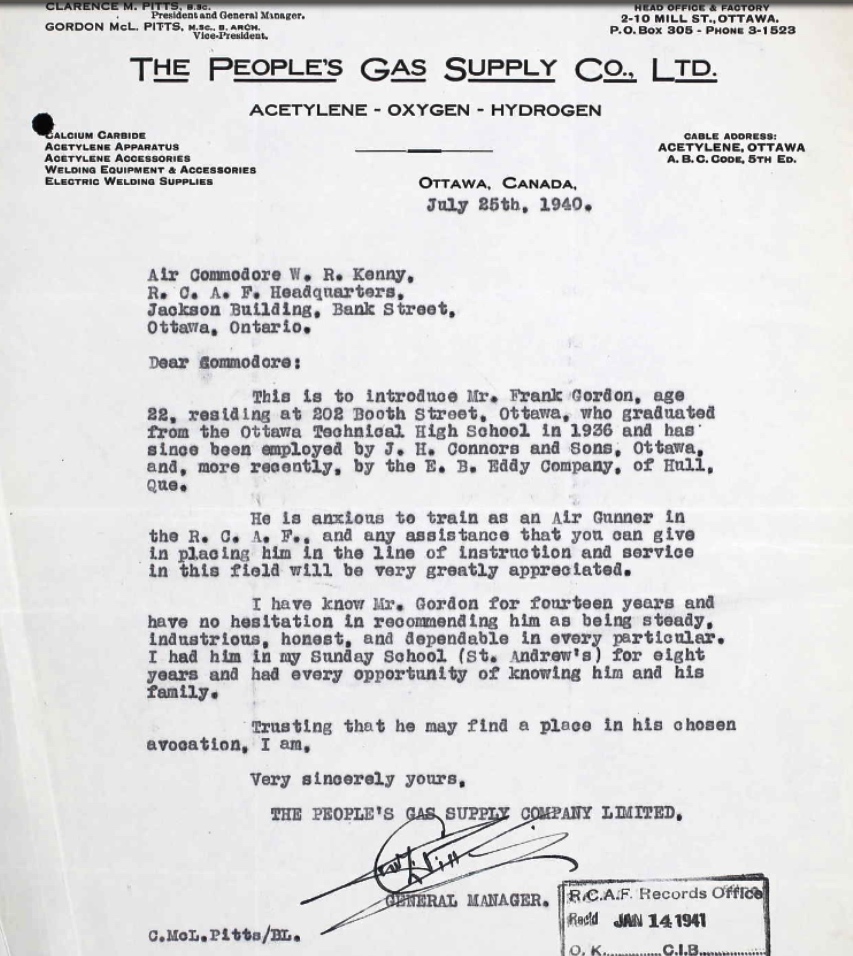 CLARENCE M. PITTS, B.SC.
President and General Manager.
GORDON MCL. PITTS, M.SC., B. ARCH.
Vice-President.
HEAD OFFICE & FACTORY
2-10 MILL ST., OTTAWA.
P.O. BOX 305 - PHONE 3-1523
THE PEOPLE'S GAS SUPPLY CO., LTD.
ACETYLENE - OXYGEN - HYDROGEN
CALCIUM CARBIDE
ACETYLENE APPARATUS
ACETYLENE ACCESSORIES
WELDING EQUIPMENT & ACCESSORIES
ELECTRIC WELDING SUPPLIES
CABLE ADDRESS:
ACETYLENE, OTTAWA
A. B. C. CODE, 5TH ED.
OTTAWA, CANADA,
July 25th, 1940.
Air Commodore W. R. Kenny,
R. C. A. F. Headquarters,
Jackson Building, Bank Street,
Ottawa, Ontario.
Dear Commodore:
This is to introduce Mr. Frank Gordon, age
22, residing at 202 Booth Street, Ottawa, who graduated
from the Ottawa Technical High School in 1936 and has
since been employed by J. H. Connors and Sons, Ottawa,
and, more recently, by the E. B. Eddy Company, of Hull,
Que.
He is anxious to train as an Air Gunner in
the R. C. A. F., and any assistance that you can give
in placing him in the line of instruction and service
in this field will be very greatly appreciated.
I have know Mr. Gordon for fourteen years and
have no hesitation in recommending him as being steady,
industrious, honest, and dependable in every particular.
I had him in my Sunday School (St. Andrew's) for eight
years and had every opportunity of knowing him and his
family.
Trusting that he may find a place in his chosen
avocation, I am,
Very sincerely yours,
THE PEOPLE'S GAS SUPPLY COMPANY LIMITED.
GENERAL MANAGER.
C.McL.Pitts/BL.
R.C.A.F. Records Office
Rec'd JAN 14 1941
O. K. C.I.B.